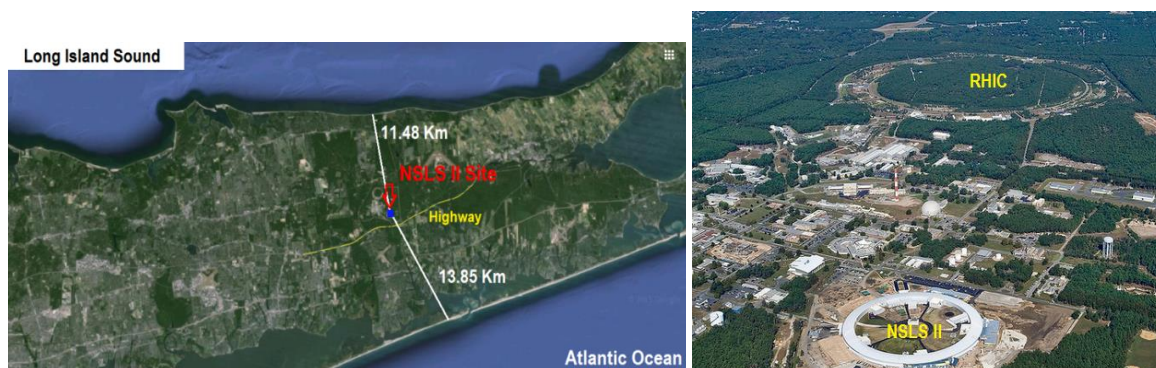 Long Island Sound
11.48 Km
NSLS II Site
Highway
13.85 Km
Atlantic Ocean
RHIC
NSLS II